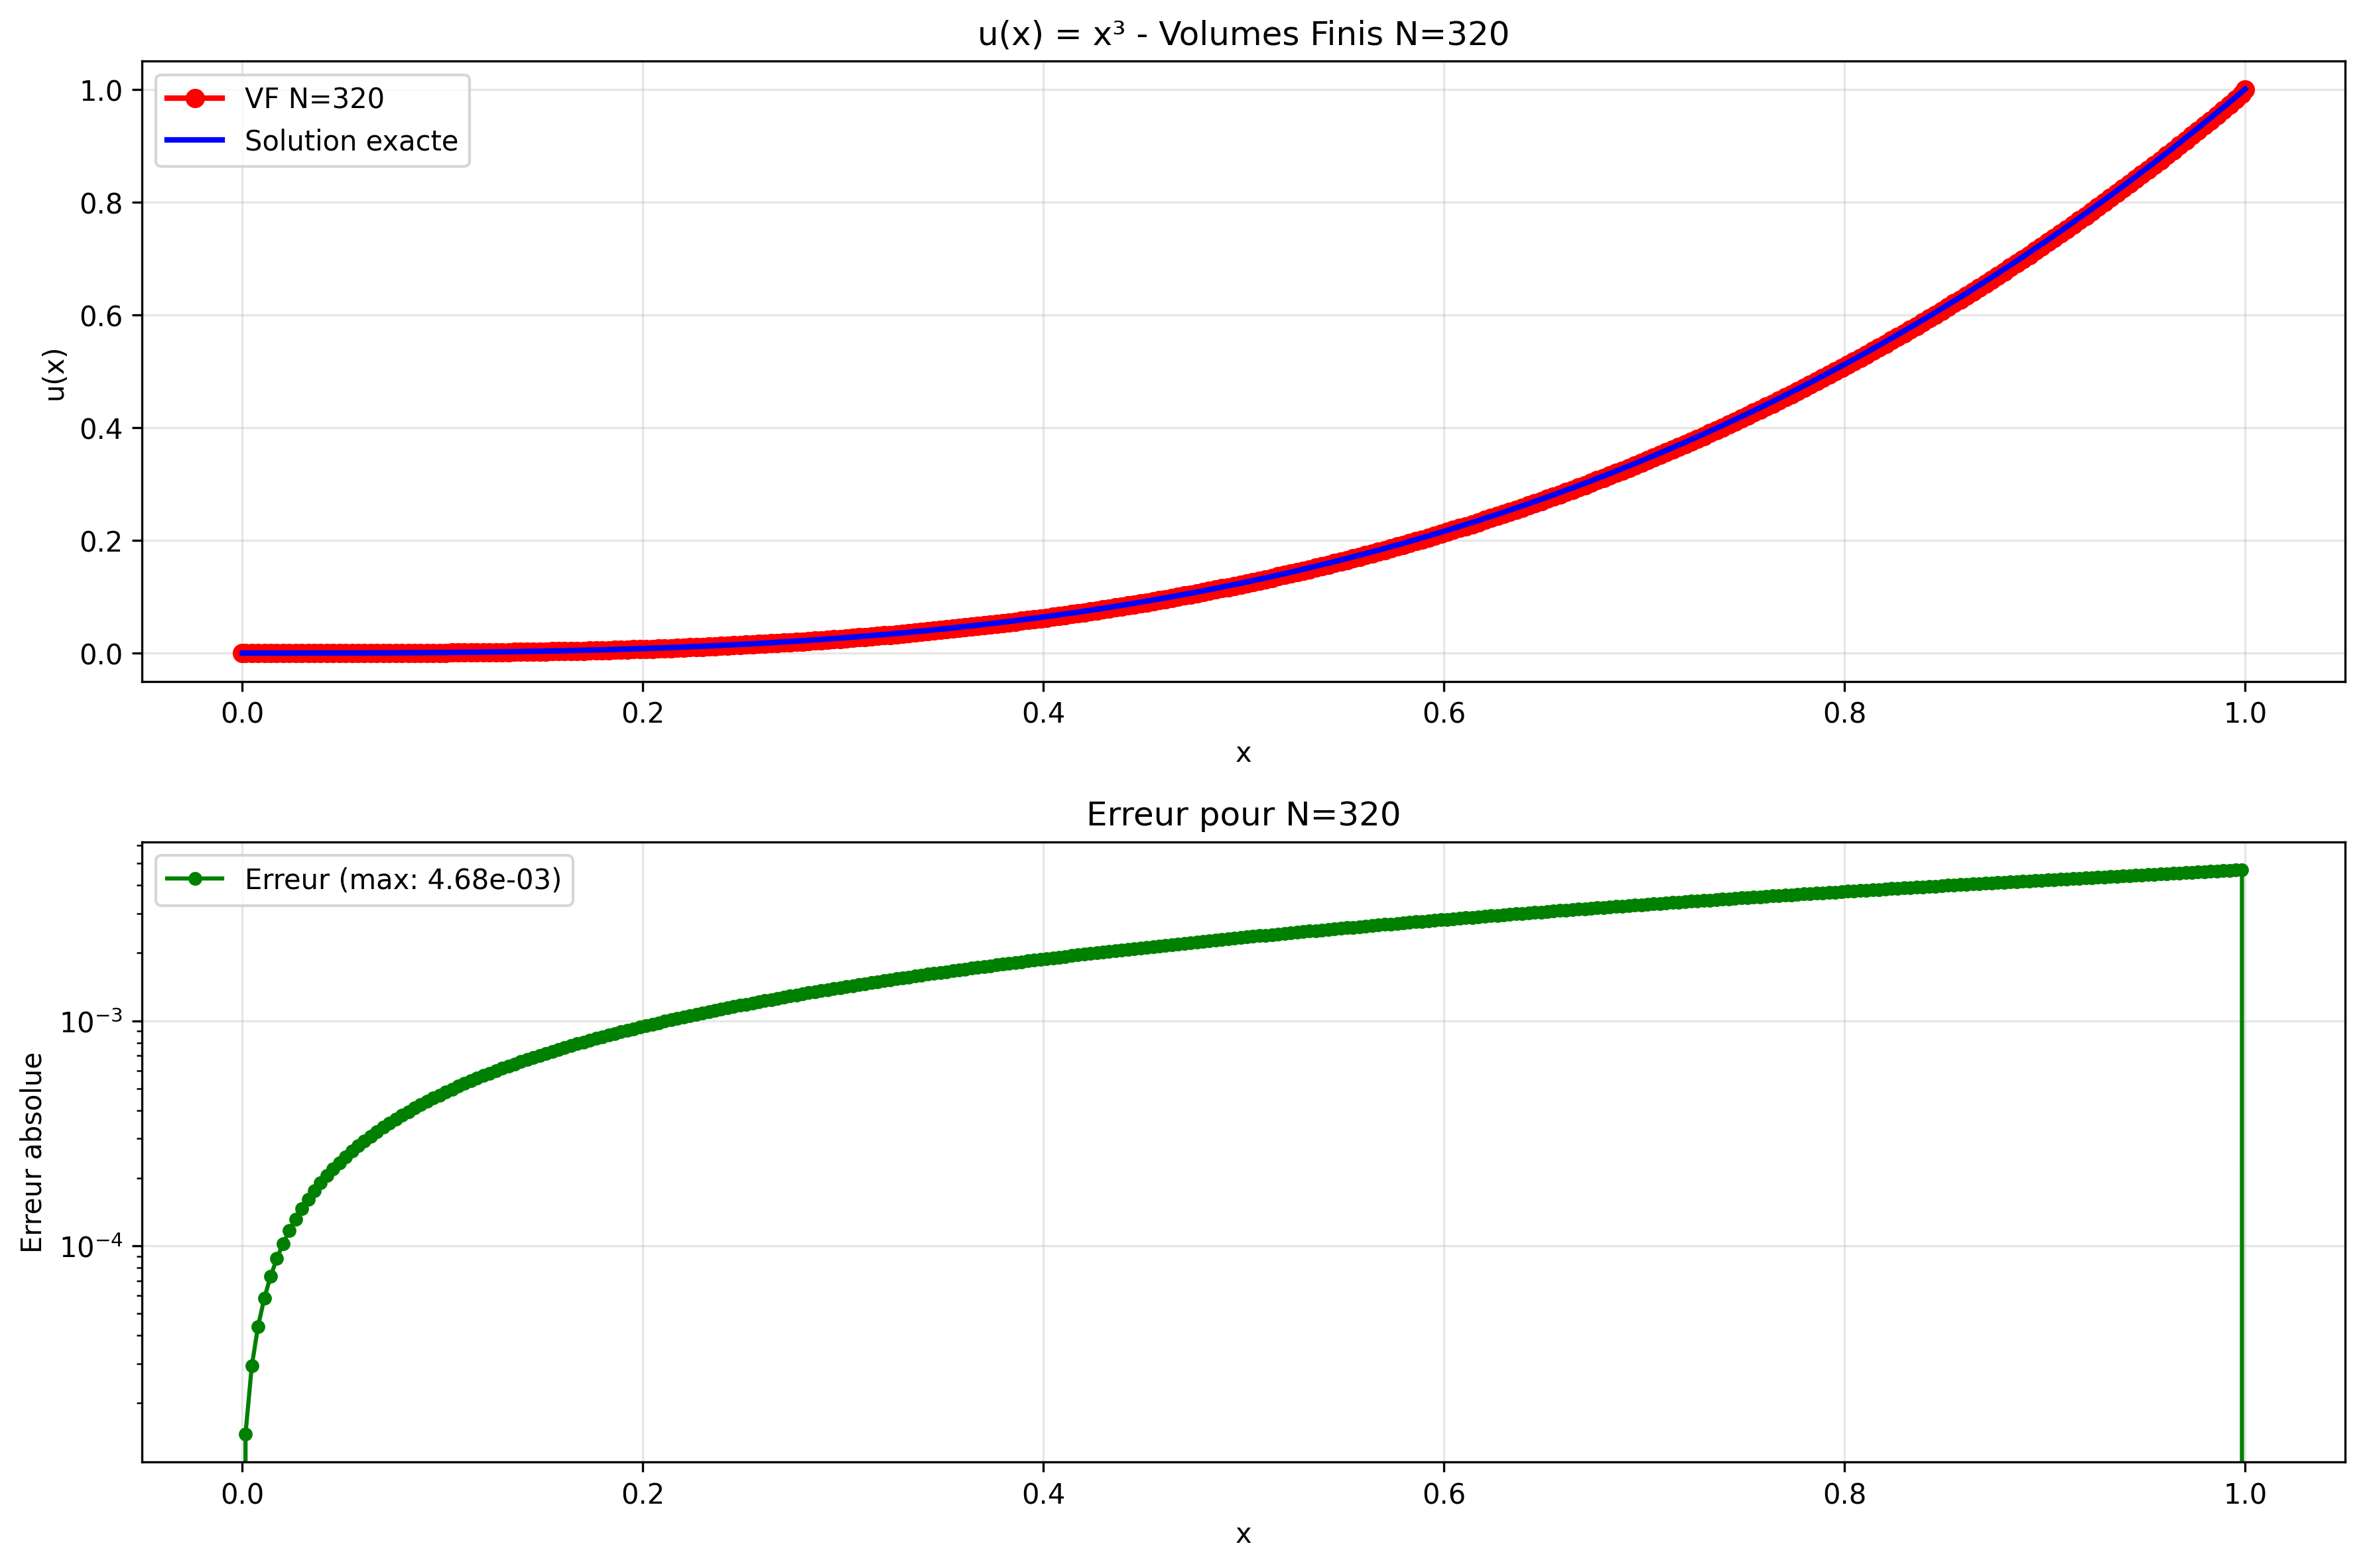 u(x) = x³ - Volumes Finis N=320
VF N=320
Solution exacte
u(x)
1.0
0.8
0.6
0.4
0.2
0.0
0.0 0.2 0.4 0.6 0.8 1.0
x
Erreur pour N=320
Erreur (max: 4.68e-03)
Erreur absolue
10⁻³
10⁻⁴
0.0 0.2 0.4 0.6 0.8 1.0
x